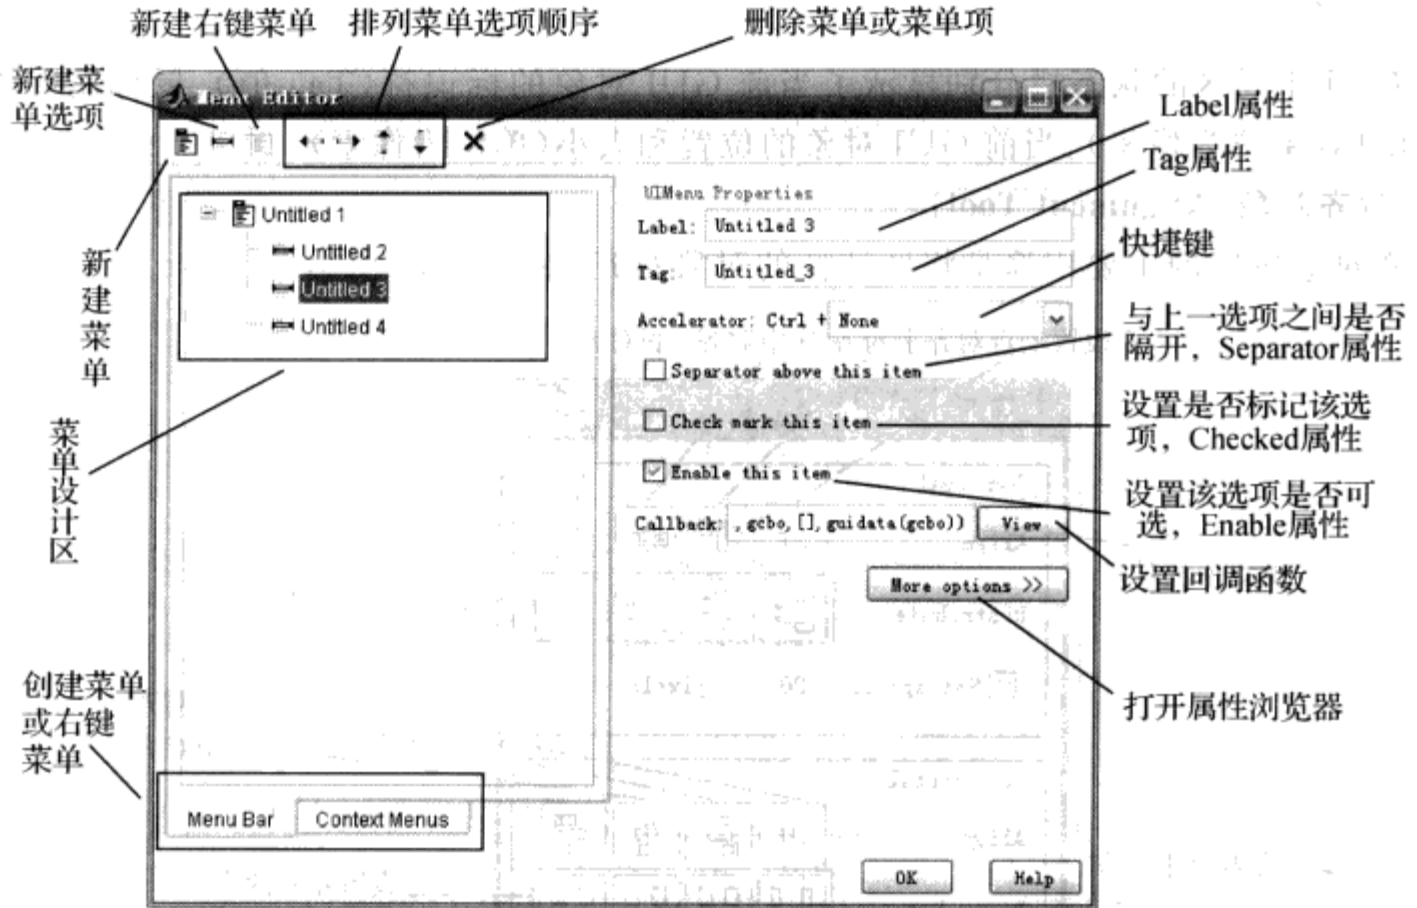 新建右键菜单
排列菜单选项顺序
删除菜单或菜单项
新建菜
单选项
Menu Editor
Label属性
Tag属性
新建菜单
UIMenu Properties
Untitled 1
Label: Untitled 3
快捷键
Untitled 2
Tag: Untitled_3
Untitled 3
Untitled 4
Accelerator: Ctrl + None
与上一选项之间是否
隔开，Separator属性
Separator above this item
设置是否标记该选
项，Checked属性
Check mark this item
菜单设计区
Enable this item
设置该选项是否可
选，Enable属性
Callback: ,gcbo,[],guidata(gcbo))
View
设置回调函数
More options >>
打开属性浏览器
创建菜单
或右键
菜单
Menu Bar
Context Menus
OK
Help